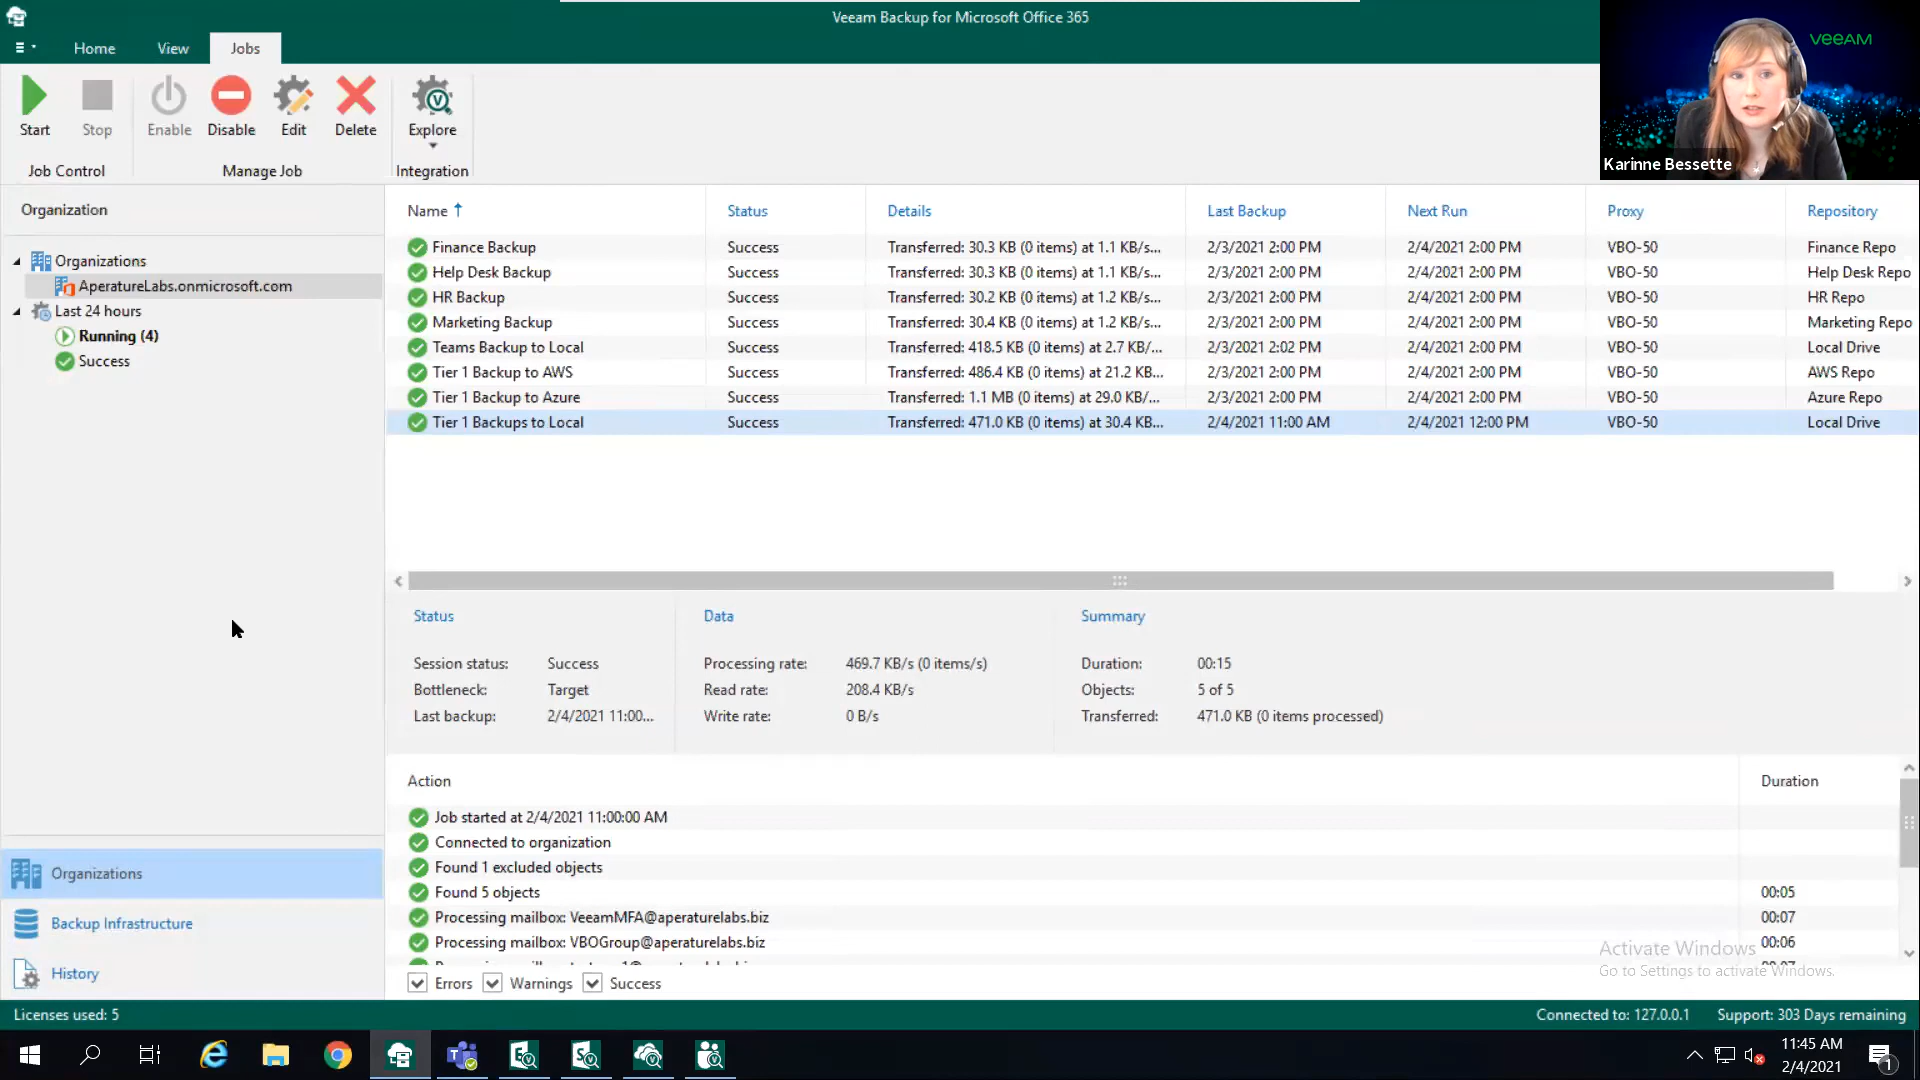 Veeam Backup for Microsoft Office 365
veeAM
Home
View
Jobs
Start
Stop
Enable
Disable
Edit
Delete
Explore
Job Control
Manage Job
Integration
Karinne Bessette
Organization
Organizations
AperatureLabs.onmicrosoft.com
Last 24 hours
Running (4)
Success
Name Status Details Last Backup Next Run Proxy Repository
Finance Backup Success Transferred: 30.3 KB (0 items) at 1.1 KB/s... 2/3/2021 2:00 PM 2/4/2021 2:00 PM VBO-50 Finance Repo
Help Desk Backup Success Transferred: 30.3 KB (0 items) at 1.1 KB/s... 2/3/2021 2:00 PM 2/4/2021 2:00 PM VBO-50 Help Desk Repo
HR Backup Success Transferred: 30.2 KB (0 items) at 1.2 KB/s... 2/3/2021 2:00 PM 2/4/2021 2:00 PM VBO-50 HR Repo
Marketing Backup Success Transferred: 30.4 KB (0 items) at 1.2 KB/s... 2/3/2021 2:00 PM 2/4/2021 2:00 PM VBO-50 Marketing Repo
Teams Backup to Local Success Transferred: 418.5 KB (0 items) at 2.7 KB/... 2/3/2021 2:02 PM 2/4/2021 2:00 PM VBO-50 Local Drive
Tier 1 Backup to AWS Success Transferred: 486.4 KB (0 items) at 21.2 KB... 2/3/2021 2:00 PM 2/4/2021 2:00 PM VBO-50 AWS Repo
Tier 1 Backup to Azure Success Transferred: 1.1 MB (0 items) at 29.0 KB/... 2/3/2021 2:00 PM 2/4/2021 2:00 PM VBO-50 Azure Repo
Tier 1 Backups to Local Success Transferred: 471.0 KB (0 items) at 30.4 KB... 2/4/2021 11:00 AM 2/4/2021 12:00 PM VBO-50 Local Drive
Status Data Summary
Session status: Success Processing rate: 469.7 KB/s (0 items/s) Duration: 00:15
Bottleneck: Target Read rate: 208.4 KB/s Objects: 5 of 5
Last backup: 2/4/2021 11:00... Write rate: 0 B/s Transferred: 471.0 KB (0 items processed)
Action Duration
Job started at 2/4/2021 11:00:00 AM
Connected to organization
Found 1 excluded objects
Found 5 objects 00:05
Processing mailbox: VeeamMFA@aperaturelabs.biz 00:07
Processing mailbox: VBOGroup@aperaturelabs.biz 00:06
Errors Warnings Success
Activate Windows
Go to Settings to activate Windows.
Organizations
Backup Infrastructure
History
Licenses used: 5
Connected to: 127.0.0.1
Support: 303 Days remaining
11:45 AM
2/4/2021
1